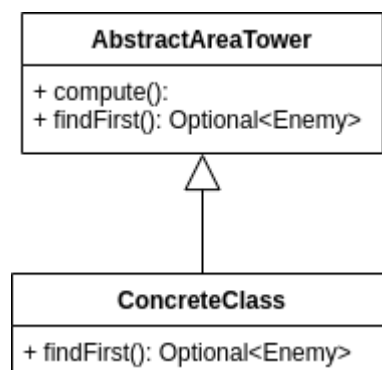 AbstractAreaTower
+ compute():
+ findFirst(): Optional<Enemy>
ConcreteClass
+ findFirst(): Optional<Enemy>